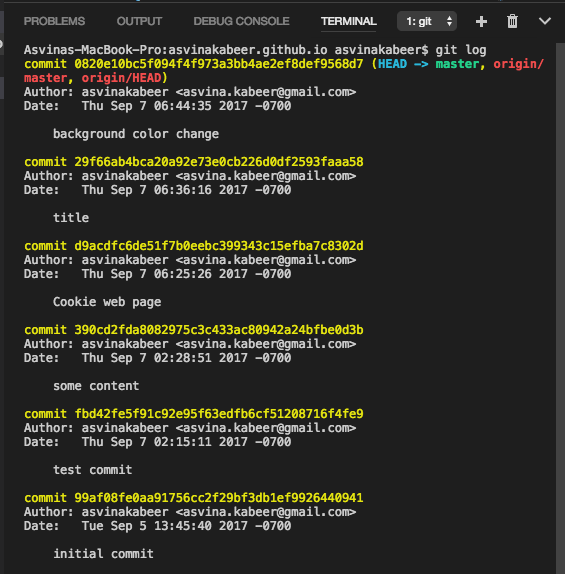 PROBLEMS OUTPUT DEBUG CONSOLE TERMINAL 1: git
Asvinas-MacBook-Pro:asvinakabeer.github.io asvinakabeer$ git log
commit 0820e10bc5f094f4f973a3bb4ae2ef8def9568d7 (HEAD -> master, origin/
master, origin/HEAD)
Author: asvinakabeer <asvina.kabeer@gmail.com>
Date:   Thu Sep 7 06:44:35 2017 -0700
background color change
commit 29f66ab4bca20a92e73e0cb226d0df2593faaa58
Author: asvinakabeer <asvina.kabeer@gmail.com>
Date:   Thu Sep 7 06:36:16 2017 -0700
title
commit d9acdfc6de51f7b0eebc399343c15efba7c8302d
Author: asvinakabeer <asvina.kabeer@gmail.com>
Date:   Thu Sep 7 06:25:26 2017 -0700
Cookie web page
commit 390cd2fda8082975c3c433ac80942a24bfbe0d3b
Author: asvinakabeer <asvina.kabeer@gmail.com>
Date:   Thu Sep 7 02:28:51 2017 -0700
some content
commit fbd42fe5f91c92e95f63edfb6cf51208716f4fe9
Author: asvinakabeer <asvina.kabeer@gmail.com>
Date:   Thu Sep 7 02:15:11 2017 -0700
test commit
commit 99af08fe0aa91756cc2f29bf3db1ef9926440941
Author: asvinakabeer <asvina.kabeer@gmail.com>
Date:   Tue Sep 5 13:45:40 2017 -0700
initial commit